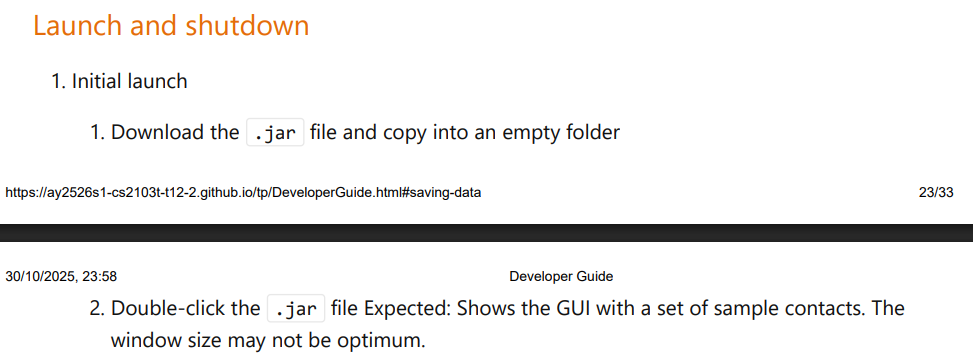 Launch and shutdown
1. Initial launch
1. Download the .jar file and copy into an empty folder
https://ay2526s1-cs2103t-t12-2.github.io/tp/DeveloperGuide.html#saving-data 23/33
30/10/2025, 23:58 Developer Guide
2. Double-click the .jar file Expected: Shows the GUI with a set of sample contacts. The
window size may not be optimum.